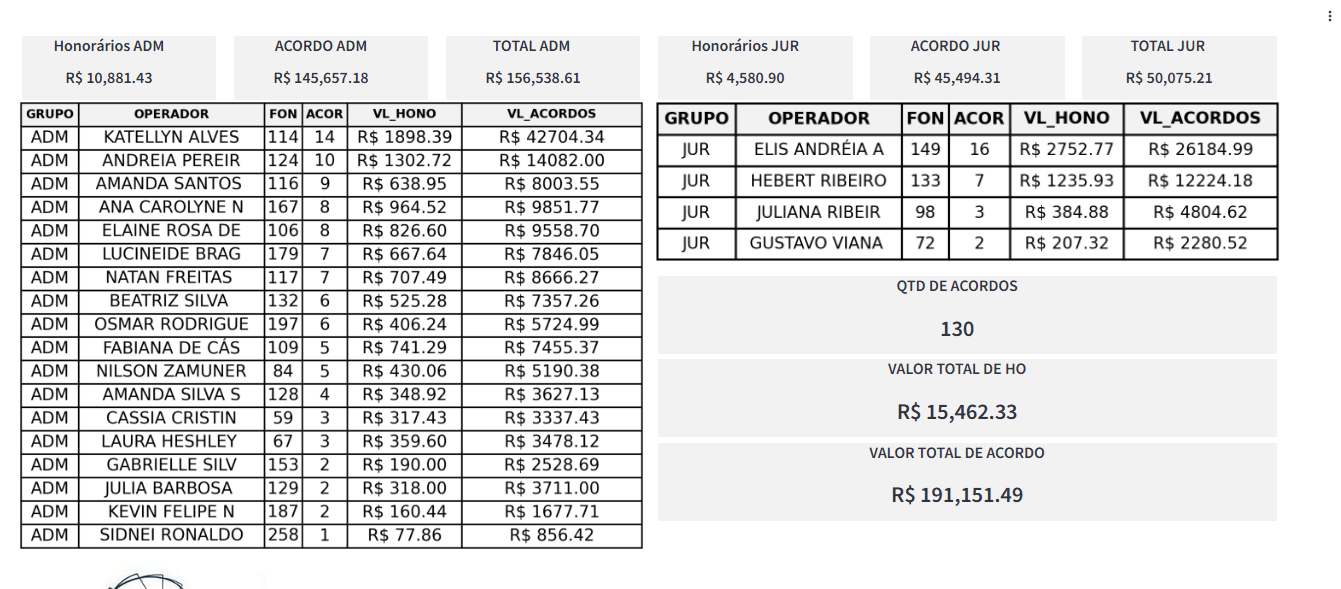 Honorários ADM
R$ 10,881.43
ACORDO ADM
R$ 145,657.18
TOTAL ADM
R$ 156,538.61
GRUPO OPERADOR FON ACOR VL_HONO VL_ACORDOS
ADM KATELLYN ALVES 114 14 R$ 1898.39 R$ 42704.34
ADM ANDREIA PEREIR 124 10 R$ 1302.72 R$ 14082.00
ADM AMANDA SANTOS 116 9 R$ 638.95 R$ 8003.55
ADM ANA CAROLYNE N 167 8 R$ 964.52 R$ 9851.77
ADM ELAINE ROSA DE 106 8 R$ 826.60 R$ 9558.70
ADM LUCINEIDE BRAG 179 7 R$ 667.64 R$ 7846.05
ADM NATAN FREITAS 117 7 R$ 707.49 R$ 8666.27
ADM BEATRIZ SILVA 132 6 R$ 525.28 R$ 7357.26
ADM OSMAR RODRIGUE 197 6 R$ 406.24 R$ 5724.99
ADM FABIANA DE CÁS 109 5 R$ 741.29 R$ 7455.37
ADM NILSON ZAMUNER 84 5 R$ 430.06 R$ 5190.38
ADM AMANDA SILVA S 128 4 R$ 348.92 R$ 3627.13
ADM CASSIA CRISTIN 59 3 R$ 317.43 R$ 3337.43
ADM LAURA HESHLEY 67 3 R$ 359.60 R$ 3478.12
ADM GABRIELLE SILV 153 2 R$ 190.00 R$ 2528.69
ADM JULIA BARBOSA 129 2 R$ 318.00 R$ 3711.00
ADM KEVIN FELIPE N 187 2 R$ 160.44 R$ 1677.71
ADM SIDNEI RONALDO 258 1 R$ 77.86 R$ 856.42
Honorários JUR
R$ 4,580.90
ACORDO JUR
R$ 45,494.31
TOTAL JUR
R$ 50,075.21
GRUPO OPERADOR FON ACOR VL_HONO VL_ACORDOS
JUR ELIS ANDRÉIA A 149 16 R$ 2752.77 R$ 26184.99
JUR HEBERT RIBEIRO 133 7 R$ 1235.93 R$ 12224.18
JUR JULIANA RIBEIR 98 3 R$ 384.88 R$ 4804.62
JUR GUSTAVO VIANA 72 2 R$ 207.32 R$ 2280.52
QTD DE ACORDOS
130
VALOR TOTAL DE HO
R$ 15,462.33
VALOR TOTAL DE ACORDO
R$ 191,151.49